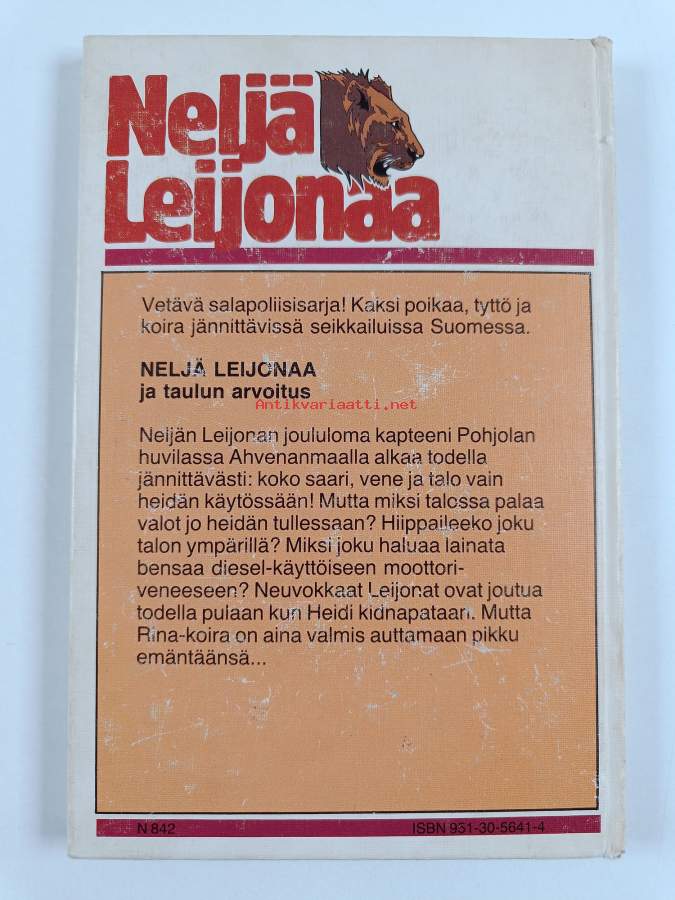 Neljä
Leijonaa
Vetävä salapoliisisarja! Kaksi poikaa, tyttö ja
koira jännittävissä seikkailuissa Suomessa.
NELJÄ LEIJONAA
ja taulun arvoitus
Antikvariaatti.net
Neljän Leijonan joululoma kapteeni Pohjolan
huvilassa Ahvenanmaalla alkaa todella
jännittävästi: koko saari, vene ja talo vain
heidän käytössään! Mutta miksi talossa palaa
valot jo heidän tullessaan? Hiippaileeko joku
talon ympärillä? Miksi joku haluaa lainata
bensaa diesel-käyttöiseen moottori-
veneeseen? Neuvokkaat Leijonat ovat joutua
todella pulaan kun Heidi kidnapataan. Mutta
Rina-koira on aina valmis auttamaan pikku
emäntäänsä...
N 842
ISBN 931-30-5641-4